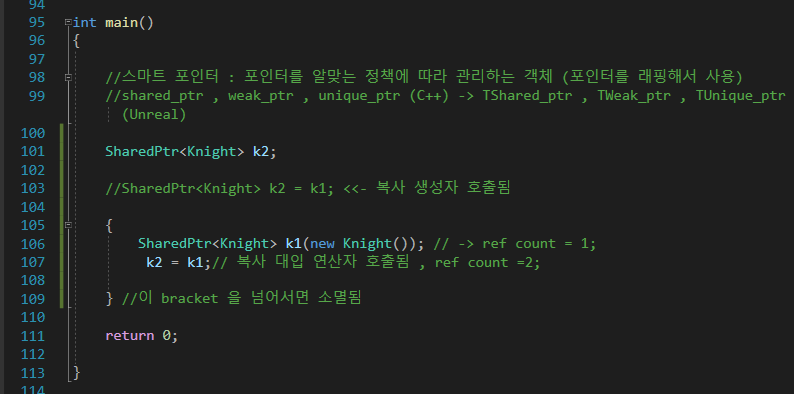 94
95 int main()
96 {
97
98 //스마트 포인터 : 포인터를 알맞는 정책에 따라 관리하는 객체 (포인터를 래핑해서 사용)
99 //shared_ptr , weak_ptr , unique_ptr (C++) -> TShared_ptr , TWeak_ptr , TUnique_ptr
(Unreal)
100
101 SharedPtr<Knight> k2;
102
103 //SharedPtr<Knight> k2 = k1; <<- 복사 생성자 호출됨
104
105 {
106 SharedPtr<Knight> k1(new Knight()); // -> ref count = 1;
107 k2 = k1;// 복사 대입 연산자 호출됨 , ref count =2;
108
109 } //이 bracket 을 넘어서면 소멸됨
110
111 return 0;
112
113 }
114